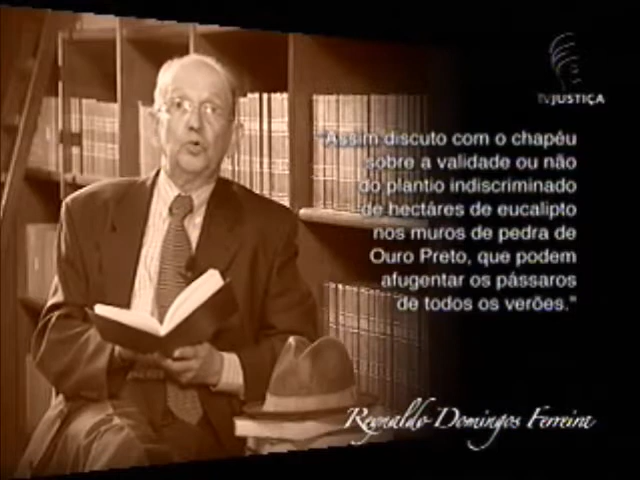 TVJUSTIÇA
"Assim discuto com o chapéu
sobre a validade ou não
do plantio indiscriminado
de hectáres de eucalipto
nos muros de pedra de
Ouro Preto, que podem
afugentar os pássaros
de todos os verões."
Reynaldo Domingos Ferreira